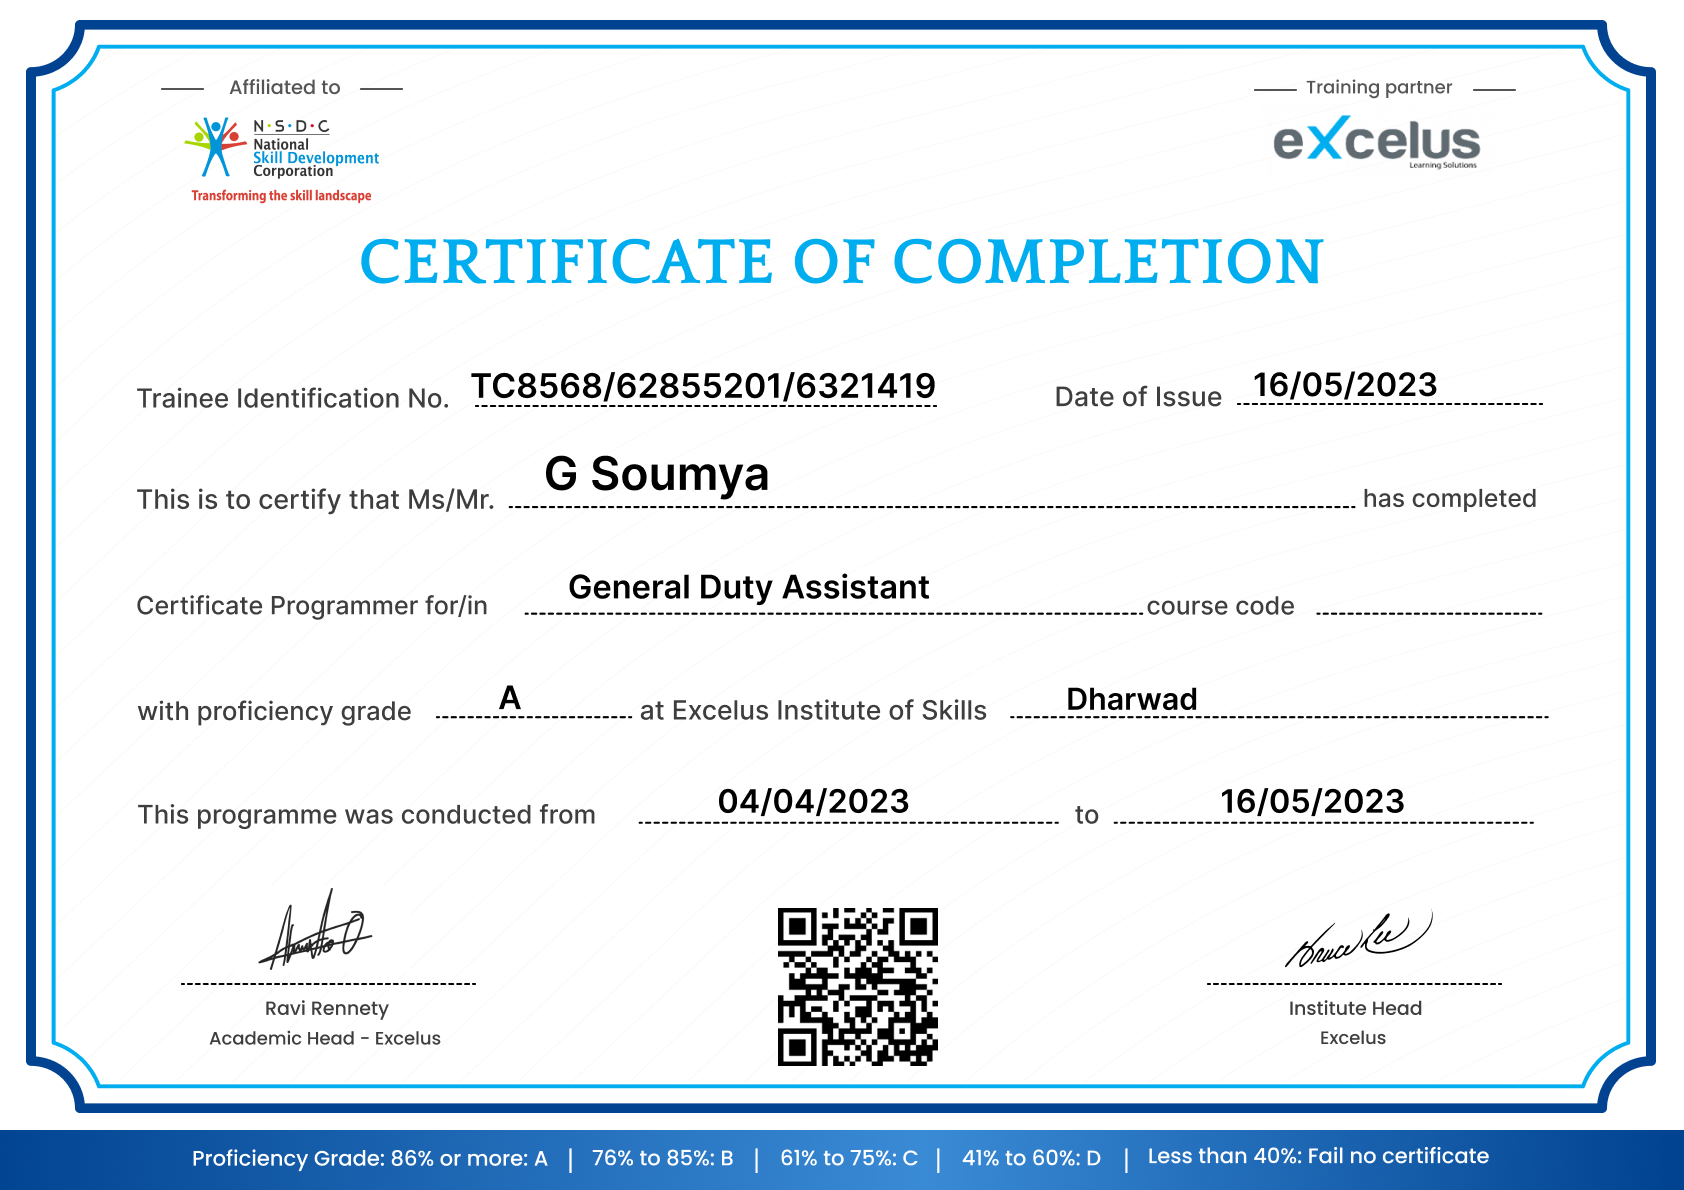 Affiliated to
Training partner
N·S·D·C
National
Skill Development
Corporation
Transforming the skill landscape
eXcelus
Learning Solutions
CERTIFICATE OF COMPLETION
Trainee Identification No. TC8568/62855201/6321419 Date of Issue 16/05/2023
This is to certify that Ms/Mr. G Soumya has completed
Certificate Programmer for/in General Duty Assistant course code
with proficiency grade A at Excelus Institute of Skills Dharwad
This programme was conducted from 04/04/2023 to 16/05/2023
Bruce Lee
Ravi Rennety
Academic Head - Excelus
Institute Head
Excelus
Proficiency Grade: 86% or more: A | 76% to 85%: B | 61% to 75%: C | 41% to 60%: D | Less than 40%: Fail no certificate